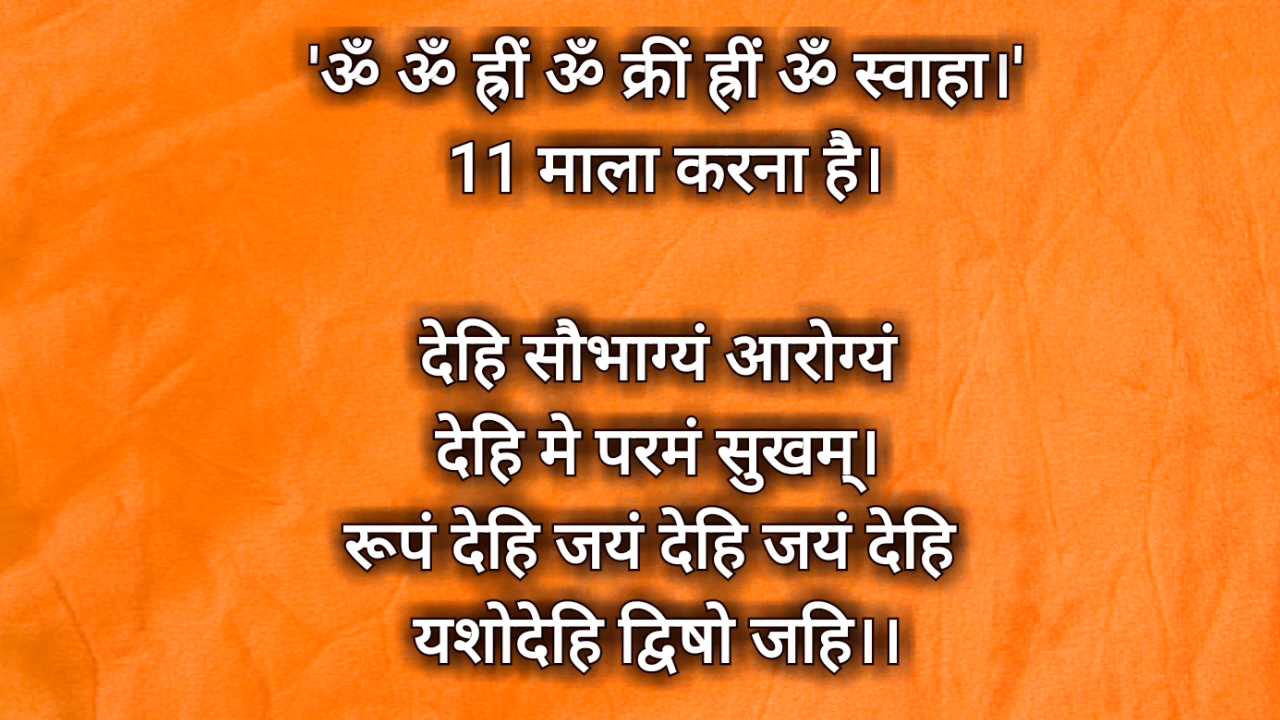 'ॐ ॐ ह्रीं ॐ क्रीं ह्रीं ॐ स्वाहा।'
11 माला करना है।
देहि सौभाग्यं आरोग्यं
देहि मे परमं सुखम्।
रूपं देहि जयं देहि जयं देहि
यशोदेहि द्विषो जहि।।